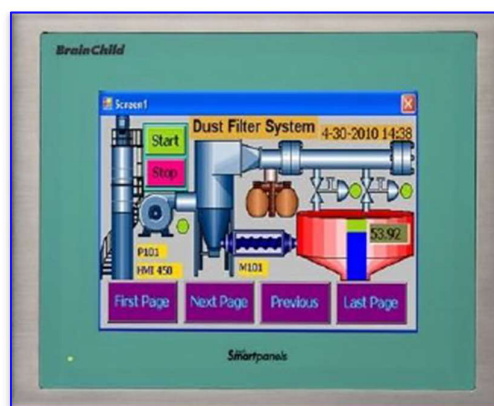 BrainChild
Screen1
Dust Filter System
4-30-2010 14:38
Start
Stop
53.92
P101
HMI 450
M101
First Page
Next Page
Previous
Last Page
Smartpanels